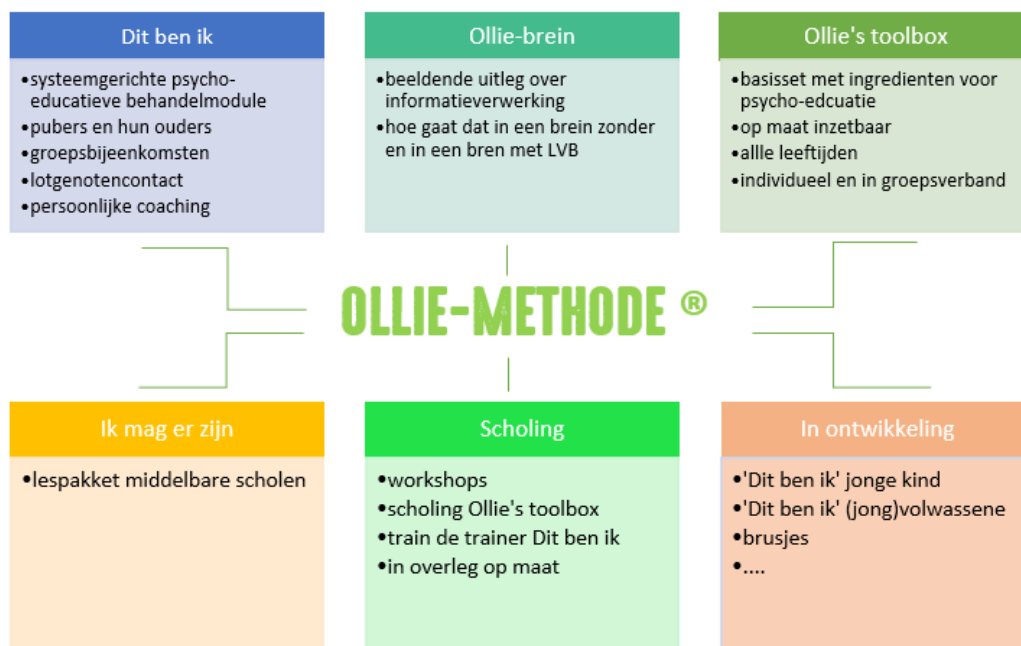 Dit ben ik
•systeemgerichte psycho-
educatieve behandelmodule
•pubers en hun ouders
•groepsbijeenkomsten
•lotgenotencontact
•persoonlijke coaching
Ollie-brein
•beeldende uitleg over
informatieverwerking
•hoe gaat dat in een brein zonder
en in een bren met LVB
Ollie's toolbox
•basisset met ingredienten voor
psycho-edcuatie
•op maat inzetbaar
•allle leeftijden
•individueel en in groepsverband
OLLIE-METHODE ®
Ik mag er zijn
•lespakket middelbare scholen
Scholing
•workshops
•scholing Ollie's toolbox
•train de trainer Dit ben ik
•in overleg op maat
In ontwikkeling
•'Dit ben ik' jonge kind
•'Dit ben ik' (jong)volwassene
•brusjes
•....